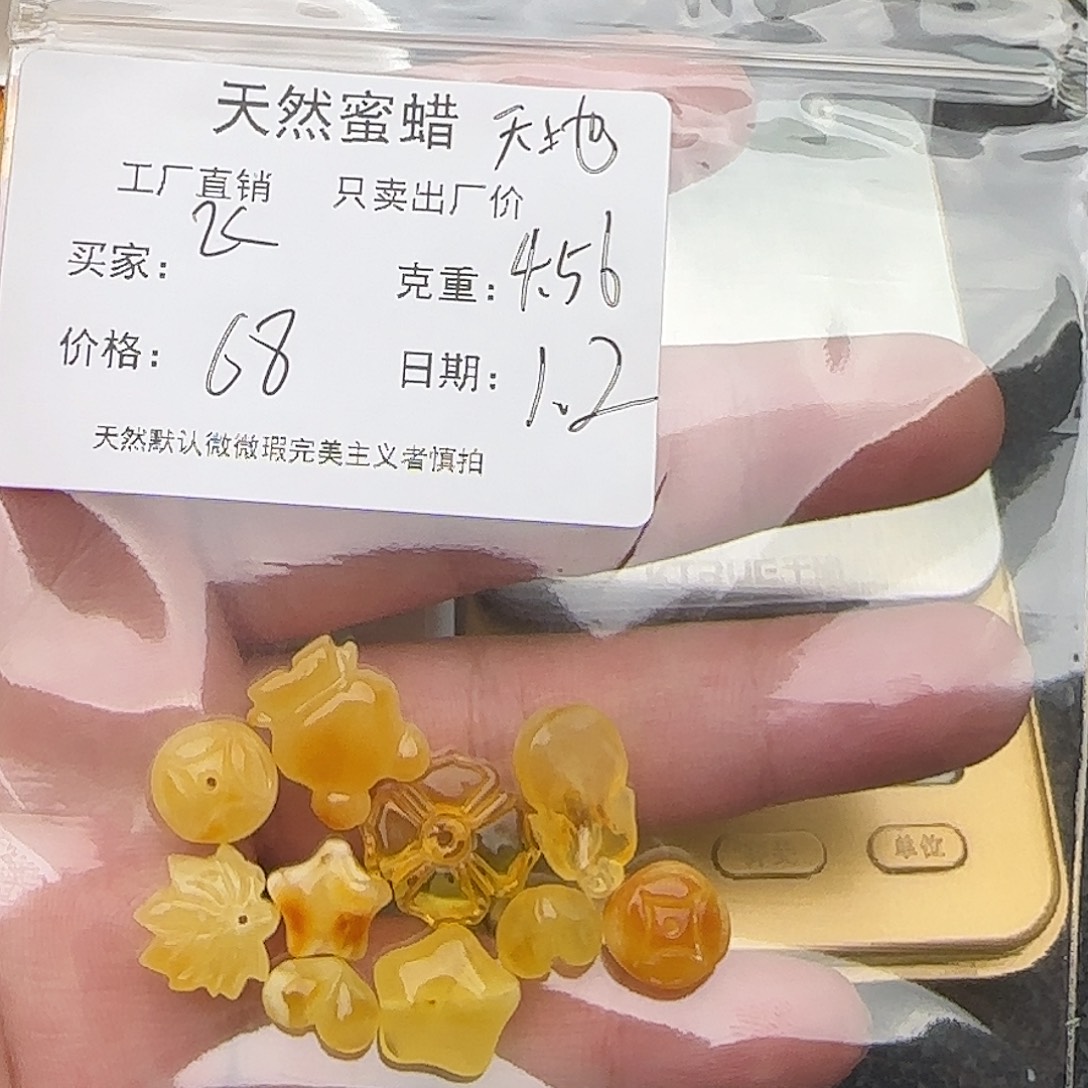 天然蜜蜡 天地
工厂直销 只卖出厂价
买家: 克重: 4.56
价格: 68 日期: 1.2
天然默认微微瑕完美主义者慎拍
单位